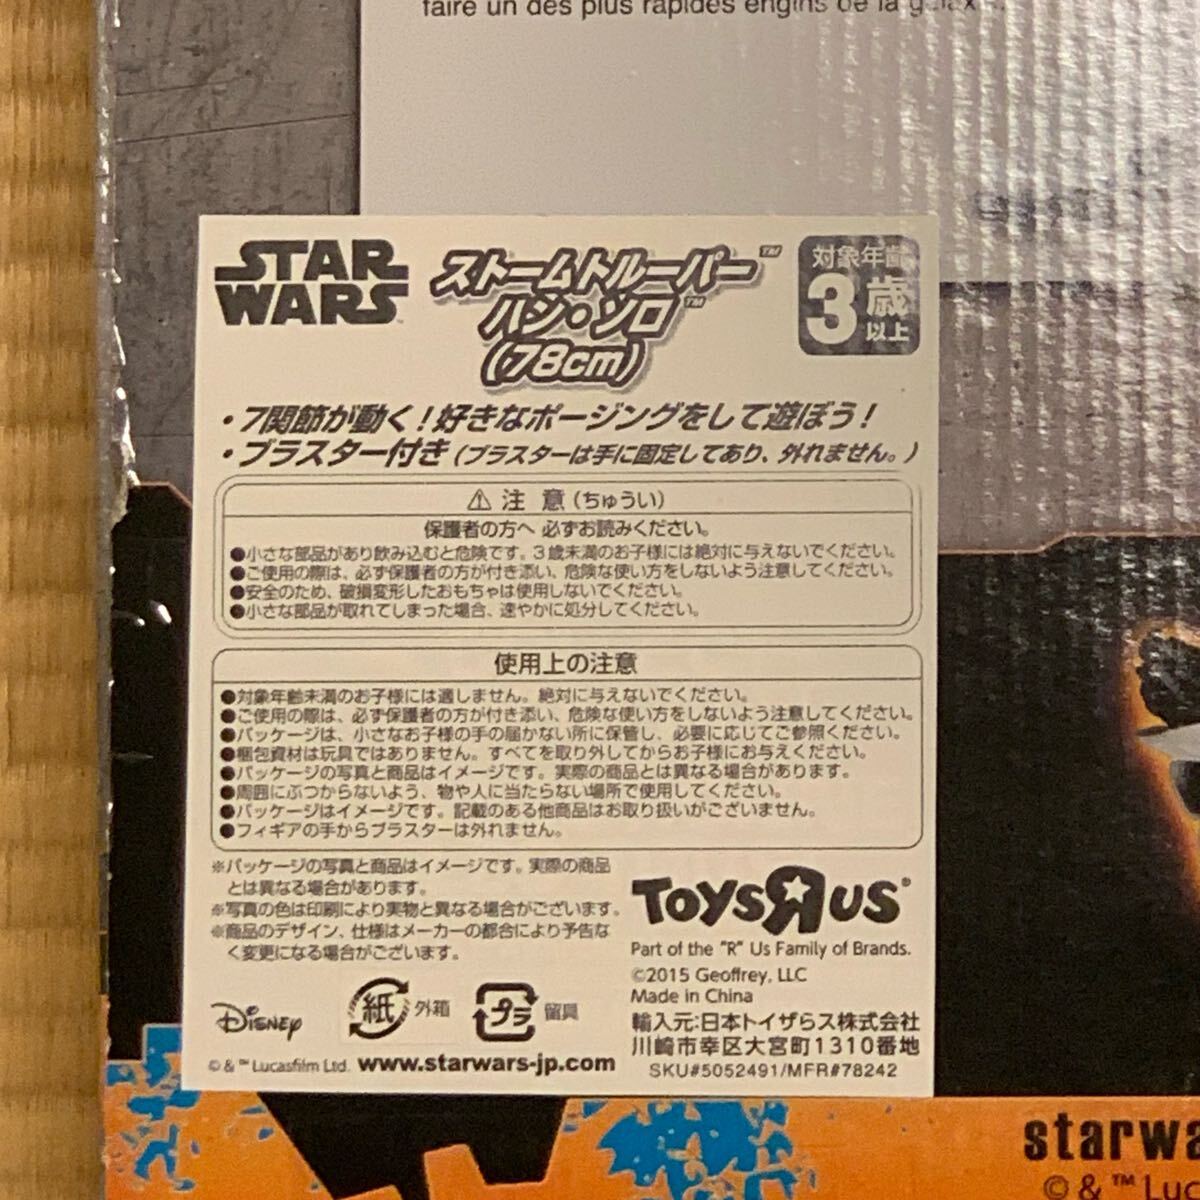 faire un des plus rapides engins de la
STAR WARS
ストームトルーパー™
ハン・ソロ™
(78cm)
対象年齢
3歳以上
・7関節が動く！好きなポージングをして遊ぼう！
・ブラスター付き（ブラスターは手に固定してあり、外れません。）
⚠ 注 意（ちゅうい）
保護者の方へ 必ずお読みください。
●小さな部品があり飲み込むと危険です。3歳未満のお子様には絶対に与えないでください。
●ご使用の際は、必ず保護者の方が付き添い、危険な使い方をしないよう注意してください。
●安全のため、破損変形したおもちゃは使用しないでください。
●小さな部品が取れてしまった場合、速やかに処分してください。
使用上の注意
●対象年齢未満のお子様には適しません。絶対に与えないでください。
●ご使用の際は、必ず保護者の方が付き添い、危険な使い方をしないよう注意してください。
●パッケージは、小さなお子様の手の届かない所に保管し、必要に応じてご参照ください。
●梱包資材は玩具ではありません。すべてを取り外してからお子様にお与えください。
●パッケージの写真と商品はイメージです。実際の商品とは異なる場合があります。
●周囲にぶつからないよう、物や人に当たらない場所で使用してください。
●パッケージはイメージです。記載のある他商品はお取り扱いがございません。
●フィギアの手からブラスターは外れません。
※パッケージの写真と商品はイメージです。実際の商品
とは異なる場合があります。
※写真の色は印刷により実物と異なる場合がございます。
※商品のデザイン、仕様はメーカーの都合により予告な
く変更になる場合がございます。
TOYSЯUS®
Part of the "R" Us Family of Brands.
©2015 Geoffrey, LLC
Made in China
輸入元:日本トイザらス株式会社
川崎市幸区大宮町1310番地
SKU#5052491/MFR#78242
DISNEY
紙 外箱
プラ 留具
© & ™ Lucasfilm Ltd. www.starwars-jp.com
starwa
© & ™ Luc